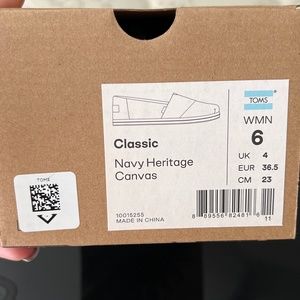 TOMS
WMN
6
UK 4
EUR 36.5
CM 23
Classic
Navy Heritage
Canvas
10015255
MADE IN CHINA
8 89556 82481 6
11
TOMS